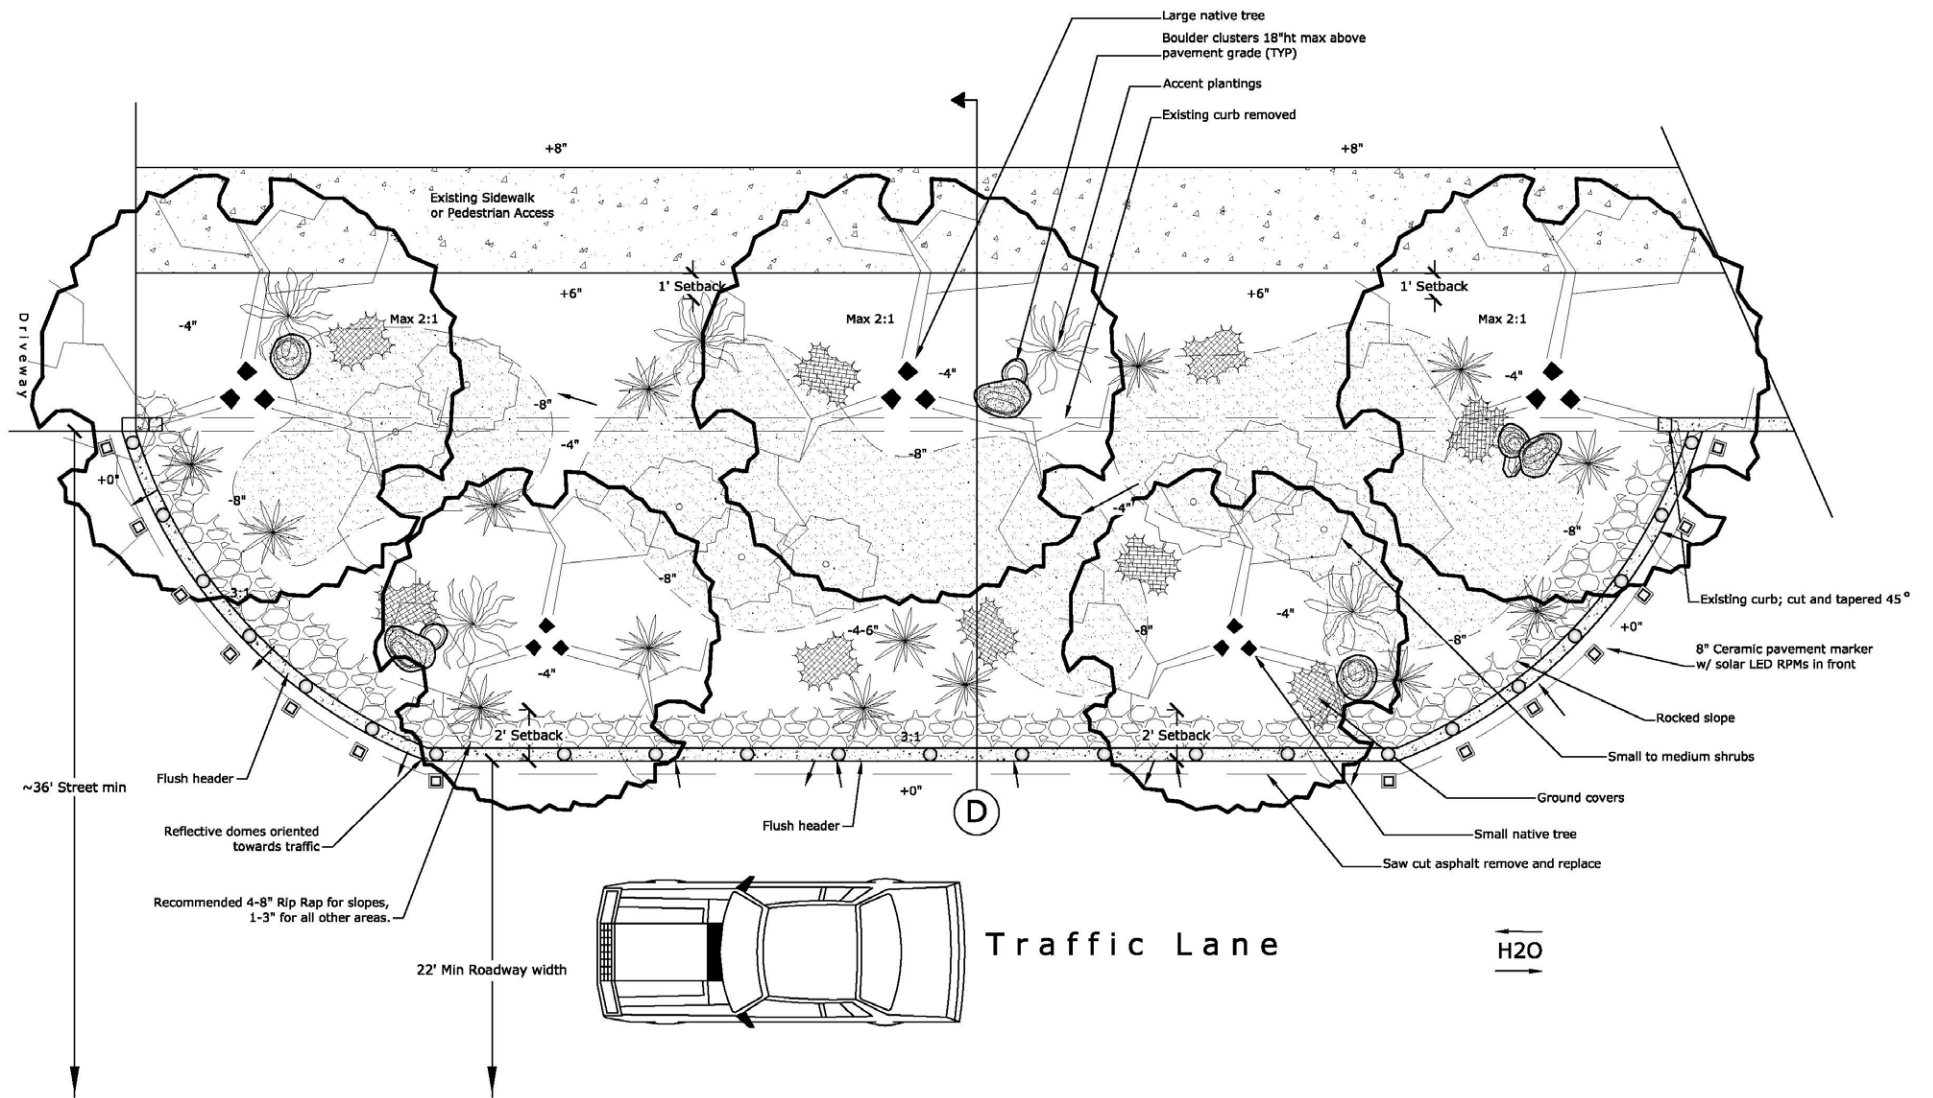 Large native tree
Boulder clusters 18"ht max above
pavement grade (TYP)
Accent plantings
Existing curb removed
+8"
+8"
Existing Sidewalk
or Pedestrian Access
+6"
1' Setback
+6"
1' Setback
Driveway
-4"
Max 2:1
Max 2:1
Max 2:1
-4"
-4"
-8"
-4"
-8"
+0"
-8"
-4"
-8"
-8"
3:1
-4"
-8"
-4-6"
-8"
-4"
-8"
+0"
Existing curb; cut and tapered 45°
8" Ceramic pavement marker
w/ solar LED RPMs in front
Rocked slope
Small to medium shrubs
Ground covers
Small native tree
Saw cut asphalt remove and replace
2' Setback
3:1
2' Setback
~36' Street min
Flush header
+0"
D
Flush header
Reflective domes oriented
towards traffic
Recommended 4-8" Rip Rap for slopes,
1-3" for all other areas.
22' Min Roadway width
Traffic Lane
H2O